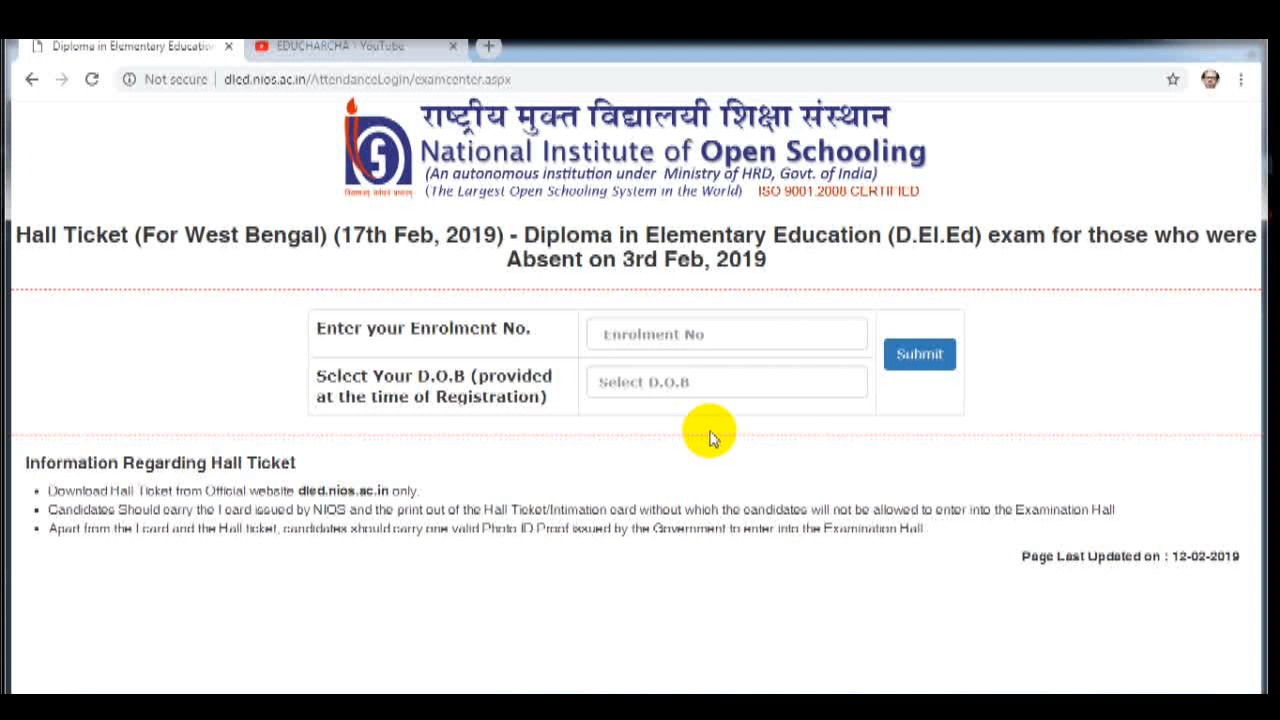 Diploma in Elementary Educatio
EDUCHARCHA - YouTube
Not secure | dled.nios.ac.in/AttendanceLogin/examcenter.aspx
राष्ट्रीय मुक्त विद्यालयी शिक्षा संस्थान
National Institute of Open Schooling
(An autonomous institution under Ministry of HRD, Govt. of India)
(The Largest Open Schooling System in the World) ISO 9001:2008 CERTIFIED
Hall Ticket (For West Bengal) (17th Feb, 2019) - Diploma in Elementary Education (D.El.Ed) exam for those who were
Absent on 3rd Feb, 2019
Enter your Enrolment No.
Enrolment No
Submit
Select Your D.O.B (provided
at the time of Registration)
Select D.O.B
Information Regarding Hall Ticket
Download Hall Ticket from Official website dled.nios.ac.in only.
Candidates Should carry the I card issued by NIOS and the print out of the Hall Ticket/Intimation card without which the candidates will not be allowed to enter into the Examination Hall
Apart from the I card and the Hall ticket, candidates should carry one valid Photo ID Proof issued by the Government to enter into the Examination Hall.
Page Last Updated on : 12-02-2019